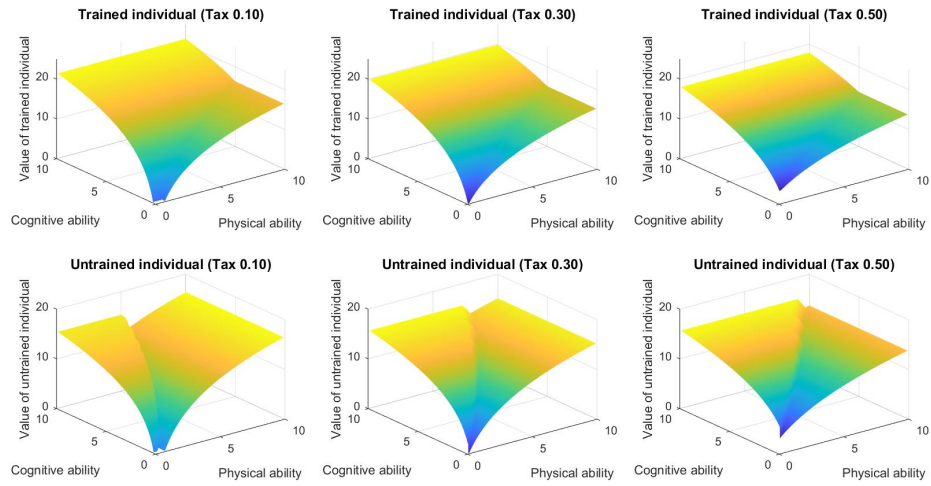 Trained individual (Tax 0.10)
Value of trained individual
20
10
0
10
5
0
0
5
10
Cognitive ability
Physical ability
Trained individual (Tax 0.30)
Value of trained individual
20
10
0
10
5
0
0
5
10
Cognitive ability
Physical ability
Trained individual (Tax 0.50)
Value of trained individual
20
10
0
10
5
0
0
5
10
Cognitive ability
Physical ability
Untrained individual (Tax 0.10)
Value of untrained individual
20
10
0
10
5
0
0
5
10
Cognitive ability
Physical ability
Untrained individual (Tax 0.30)
Value of untrained individual
20
10
0
10
5
0
0
5
10
Cognitive ability
Physical ability
Untrained individual (Tax 0.50)
Value of untrained individual
20
10
0
10
5
0
0
5
10
Cognitive ability
Physical ability